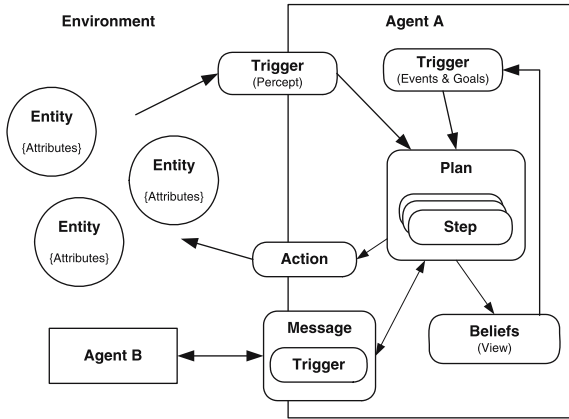 Environment
Agent A
Trigger
(Percept)
Trigger
(Events & Goals)
Entity
{Attributes}
Entity
{Attributes}
Entity
{Attributes}
Plan
Step
Action
Message
Trigger
Agent B
Beliefs
(View)